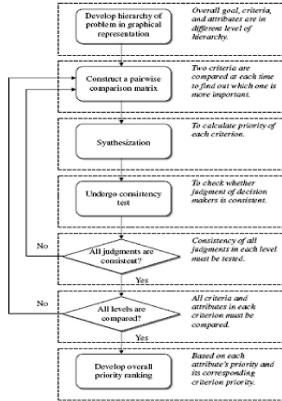 Develop hierarchy of
problem in graphical
representation
Overall goal, criteria,
and attributes are in
different level of
hierarchy.
Construct a pairwise
comparison matrix
Two criteria are
compared at each time
to find out which one is
more important.
Synthesization
To calculate priority of
each criterion.
Undergo consistency
test
To check whether
judgment of decision
makers is consistent.
No
All judgments are
consistent?
Consistency of all
judgments in each level
must be tested.
Yes
No
All levels are
compared?
All criteria and
attributes in each
criterion must be
compared.
Yes
Develop overall
priority ranking
Based on each
attribute's priority and
its corresponding
criterion priority.